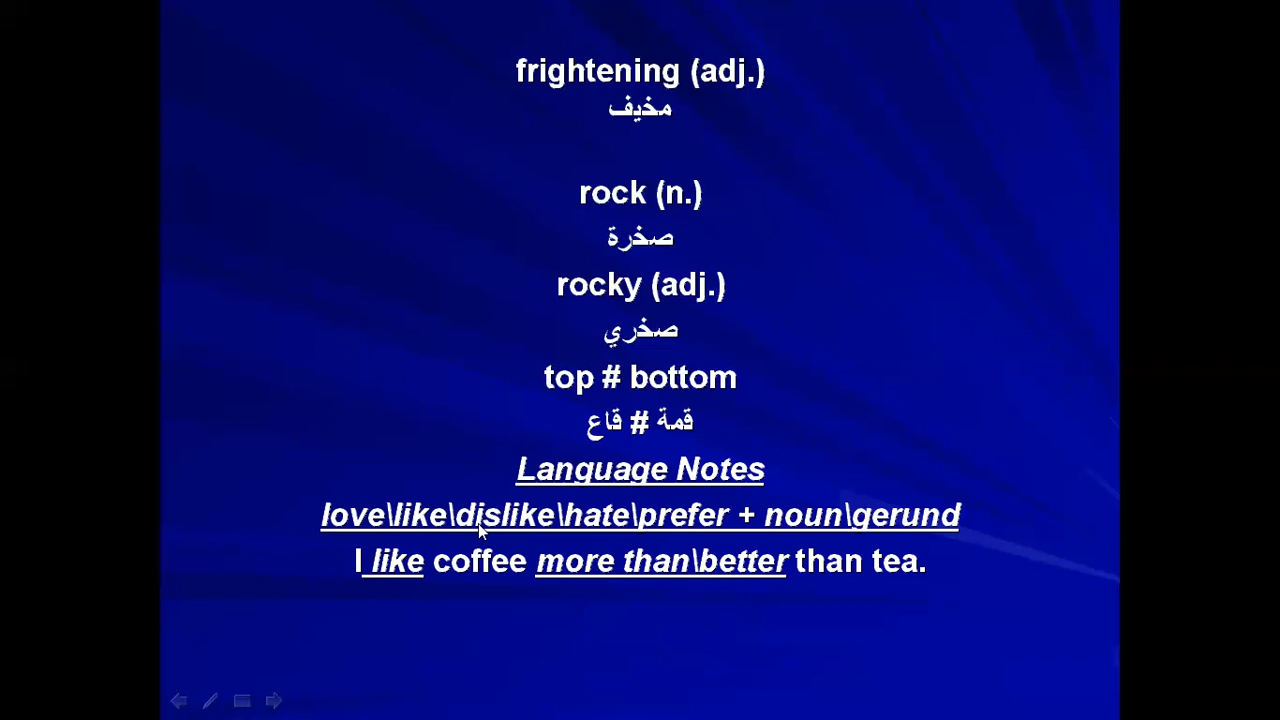 frightening (adj.)
مخيف
rock (n.)
صخرة
rocky (adj.)
صخري
top # bottom
قمة # قاع
Language Notes
love\like\dislike\hate\prefer + noun\gerund
I like coffee more than\better than tea.